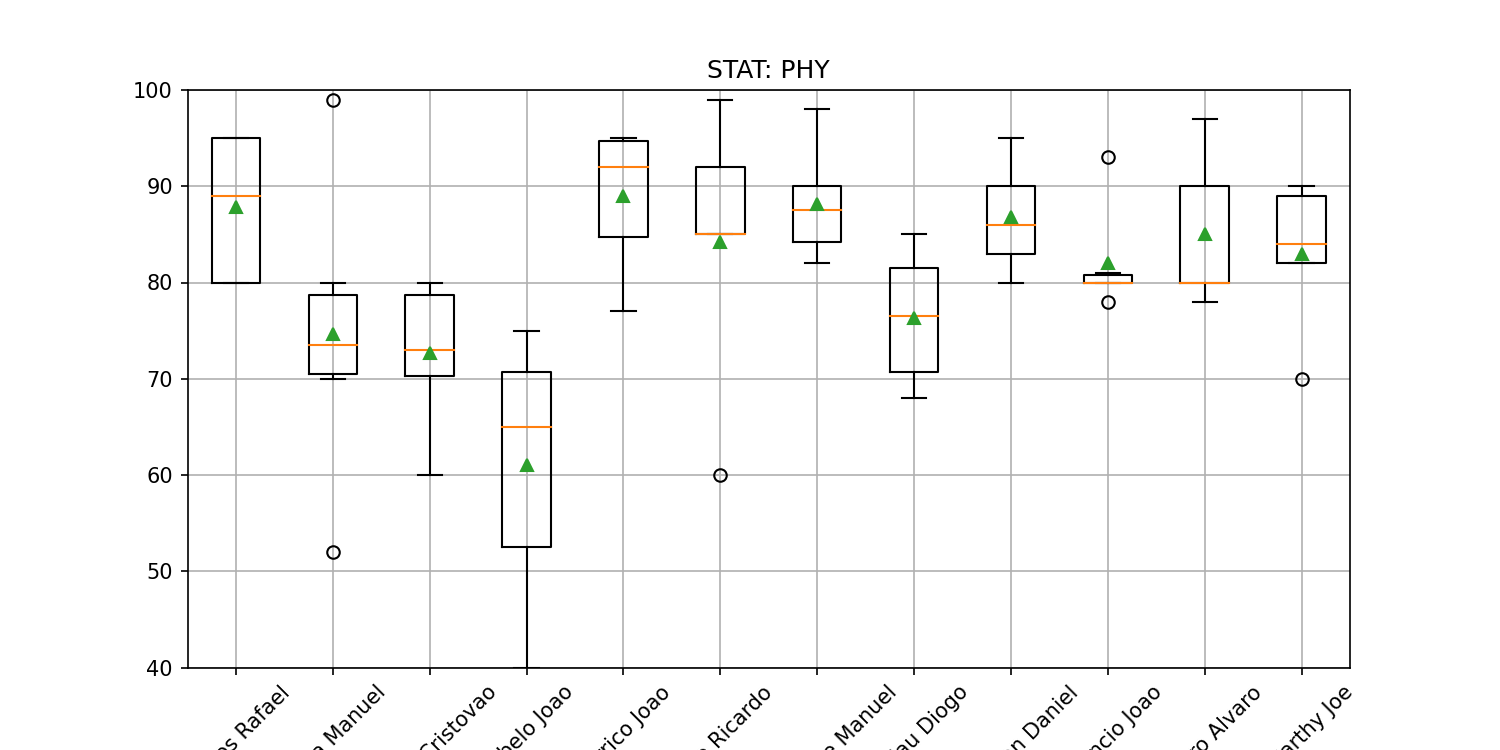 STAT: PHY
100
90
80
70
60
50
40
Rafael
Manuel
Cristovao
Joao
Joao
Ricardo
Manuel
Diogo
Daniel
Joao
Alvaro
Joe